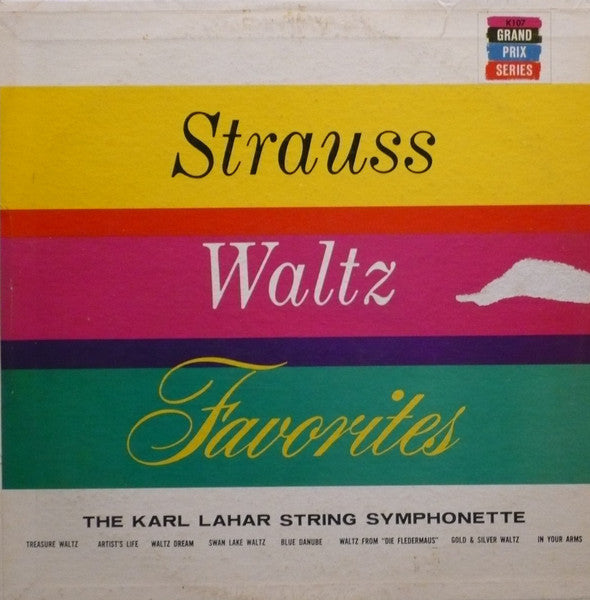 K107
GRAND
PRIX
SERIES
Strauss
Waltz
Favorites
THE KARL LAHAR STRING SYMPHONETTE
TREASURE WALTZ ARTIST'S LIFE WALTZ DREAM SWAN LAKE WALTZ BLUE DANUBE WALTZ FROM "DIE FLEDERMAUS" GOLD & SILVER WALTZ IN YOUR ARMS